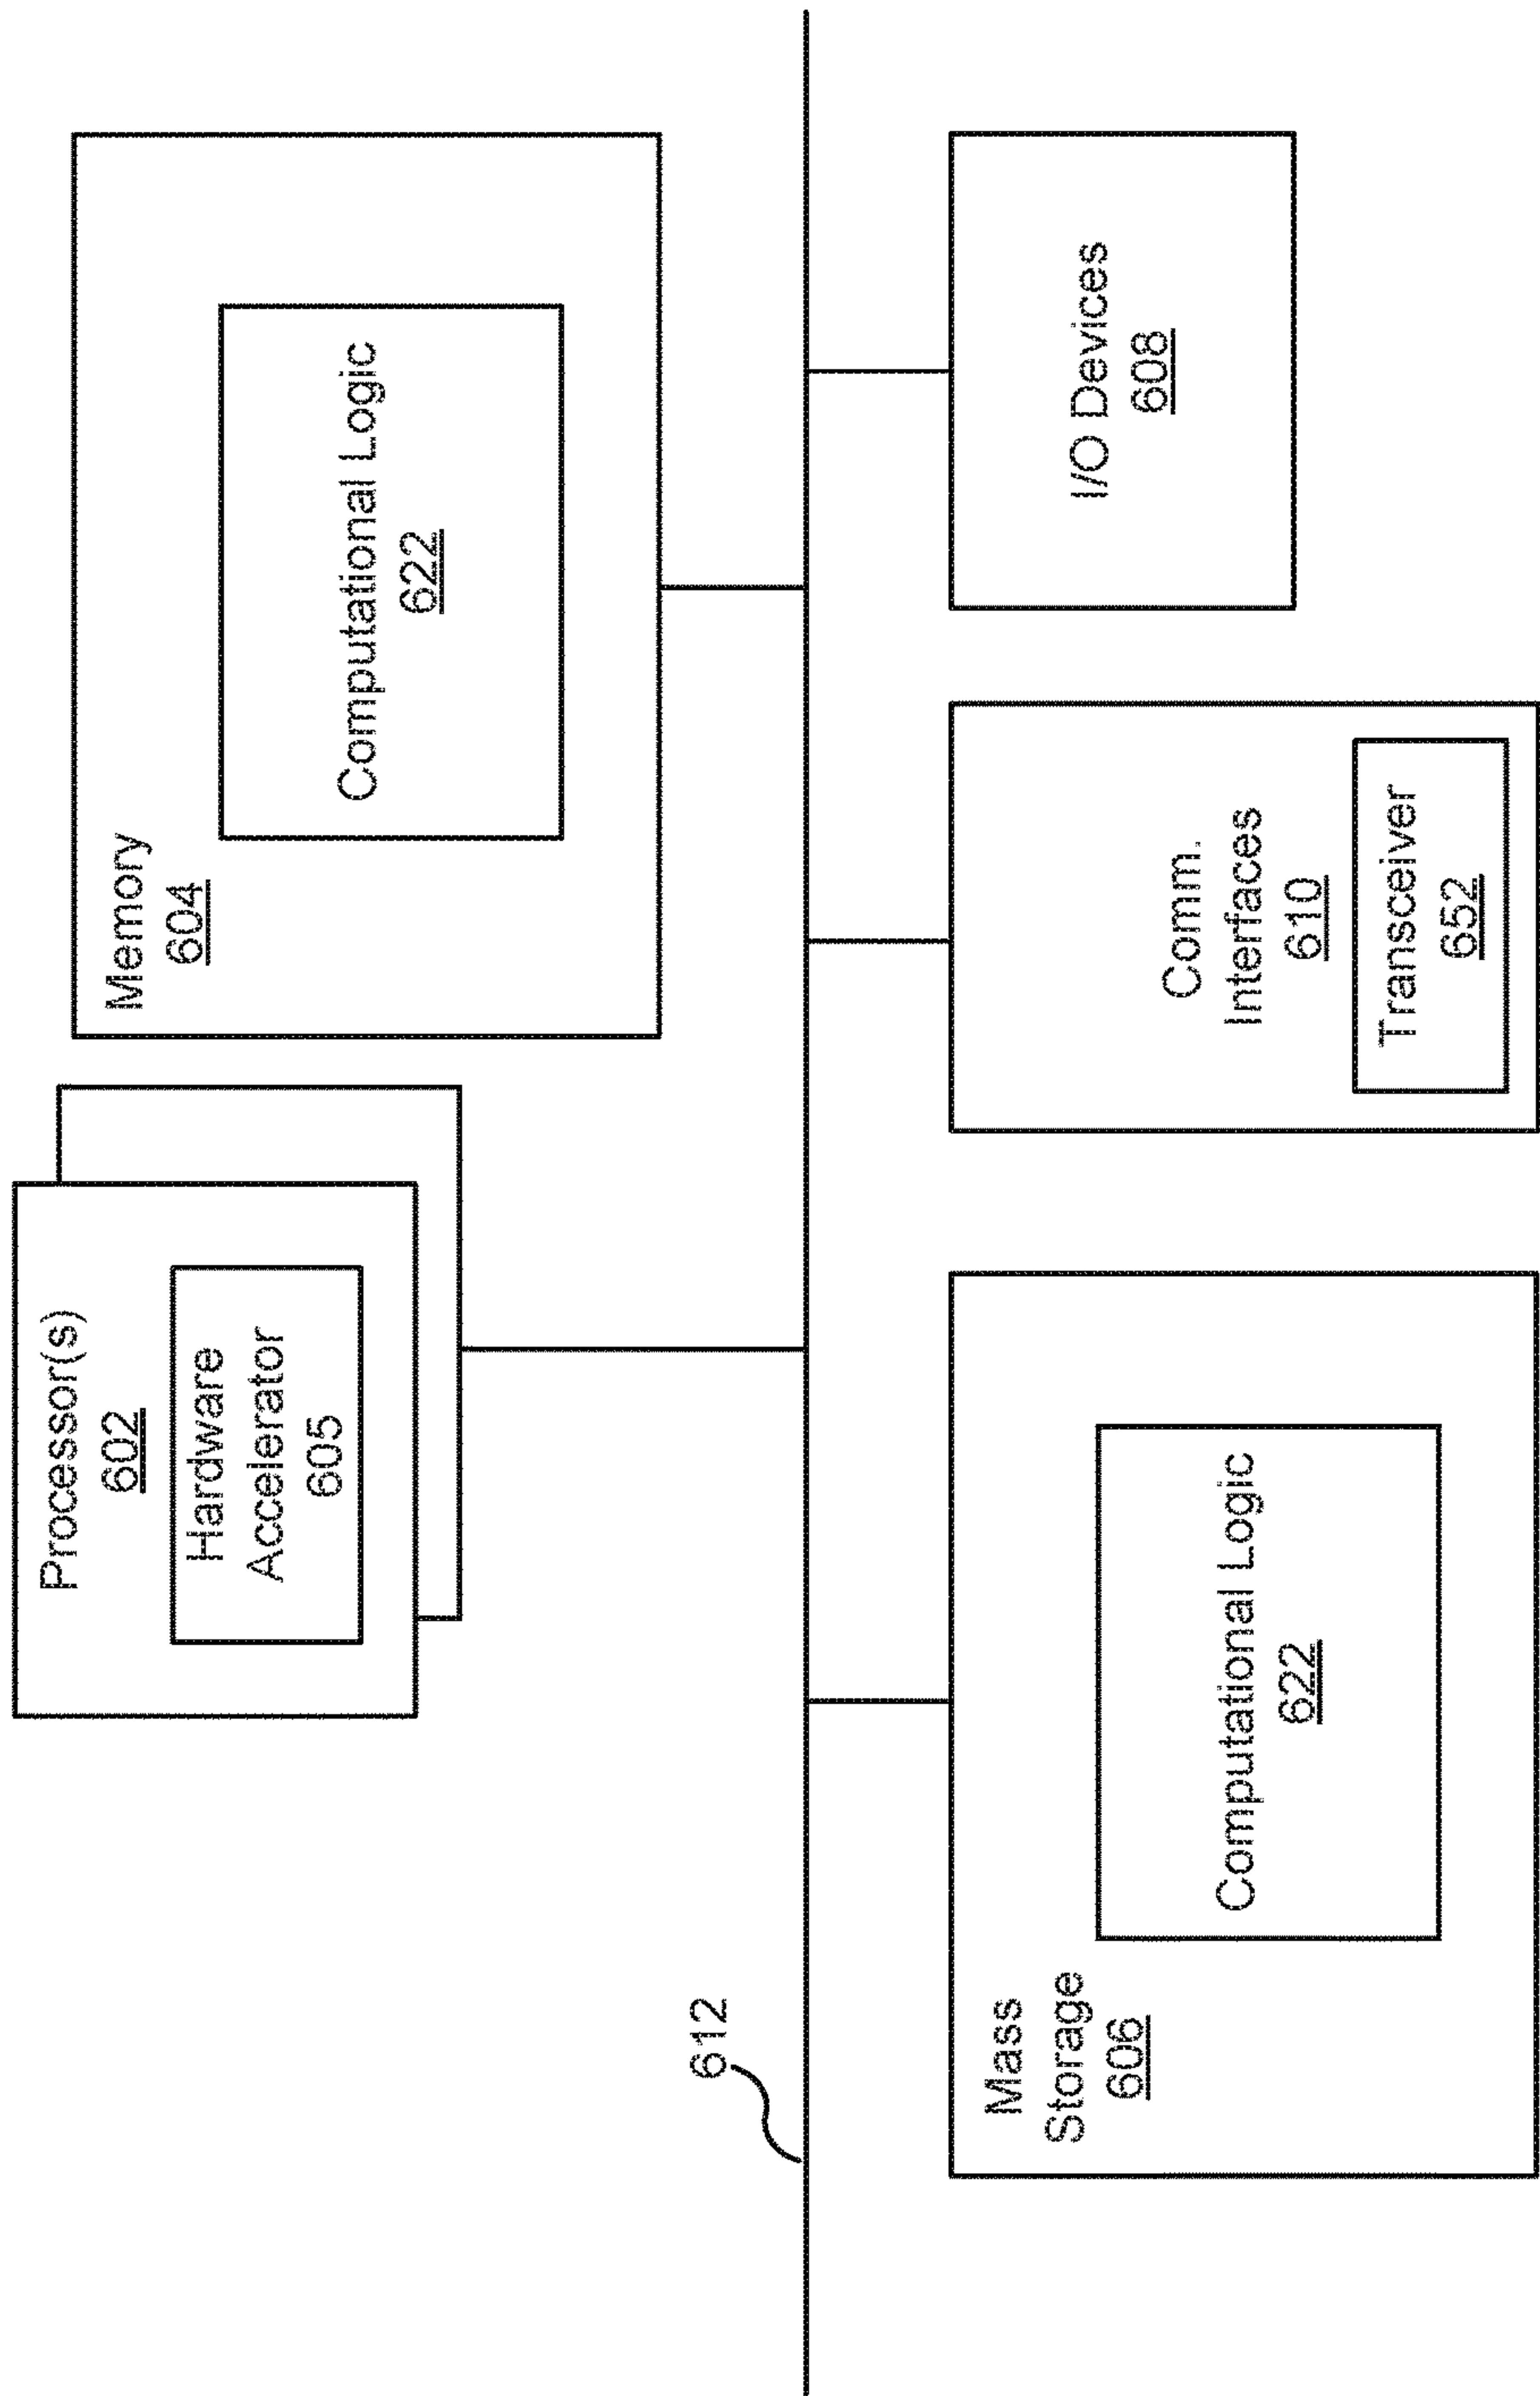 Processor(s)
602
Hardware
Accelerator
605
Memory
604
Computational Logic
622
612
Mass
Storage
606
Computational Logic
622
Comm.
Interfaces
610
Transceiver
652
I/O Devices
608